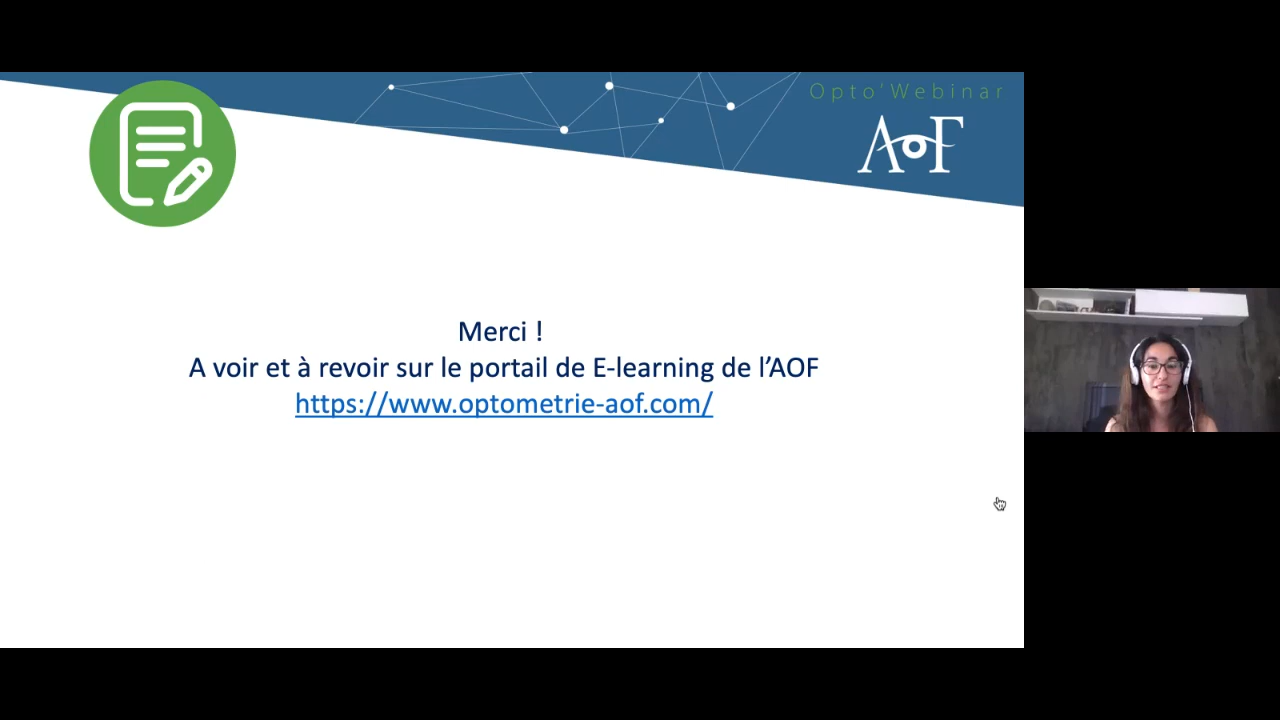 Opto'Webinar
AOF
Merci !
A voir et à revoir sur le portail de E-learning de l’AOF
https://www.optometrie-aof.com/